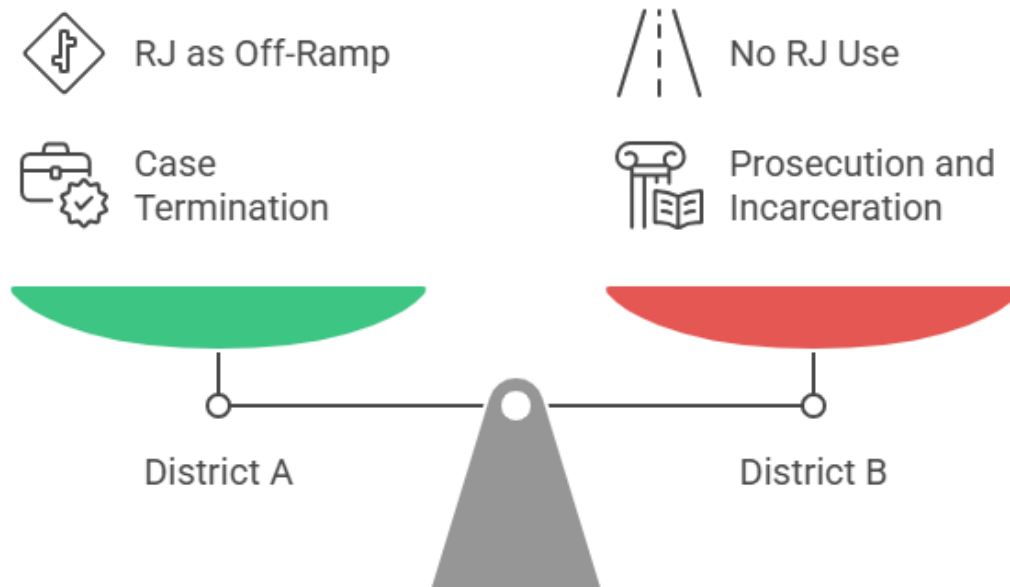 RJ as Off-Ramp
Case
Termination
No RJ Use
Prosecution and
Incarceration
District A
District B